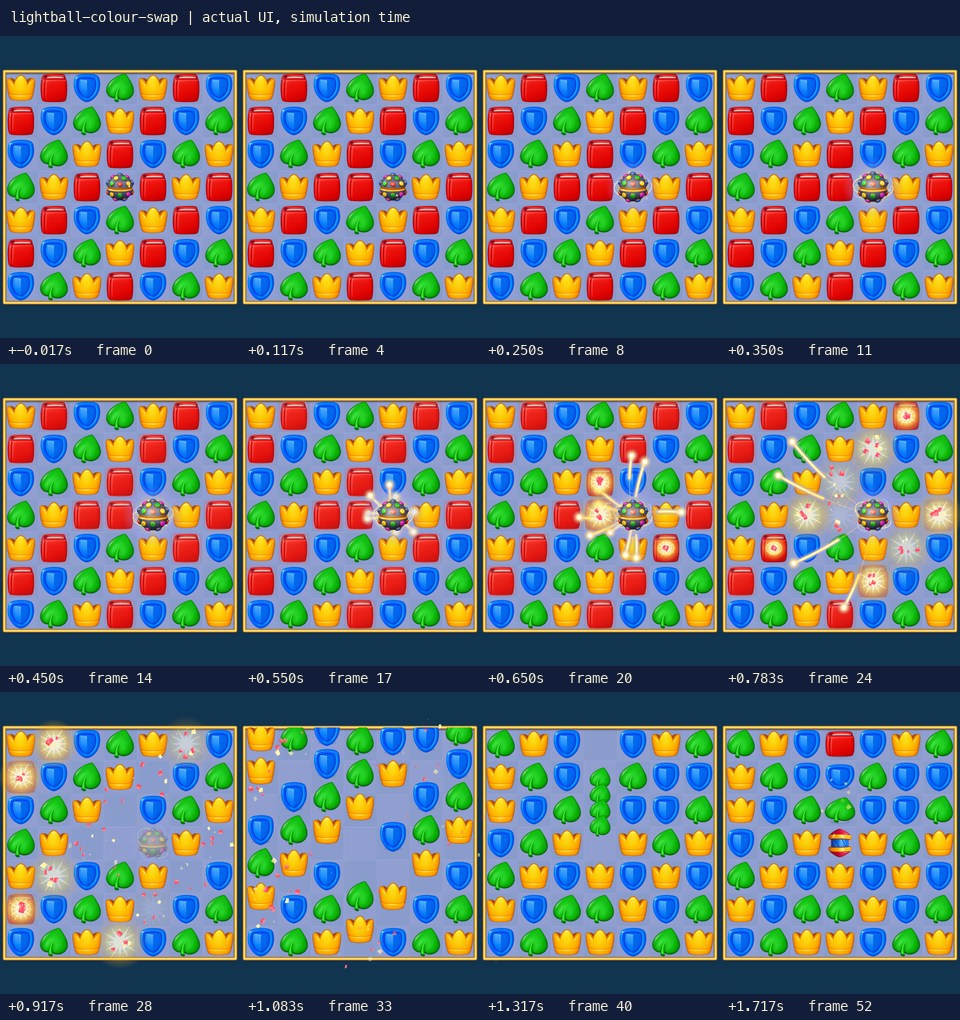 lightball-colour-swap | actual UI, simulation time
+-0.017s frame 0
+0.117s frame 4
+0.250s frame 8
+0.350s frame 11
+0.450s frame 14
+0.550s frame 17
+0.650s frame 20
+0.783s frame 24
+0.917s frame 28
+1.083s frame 33
+1.317s frame 40
+1.717s frame 52